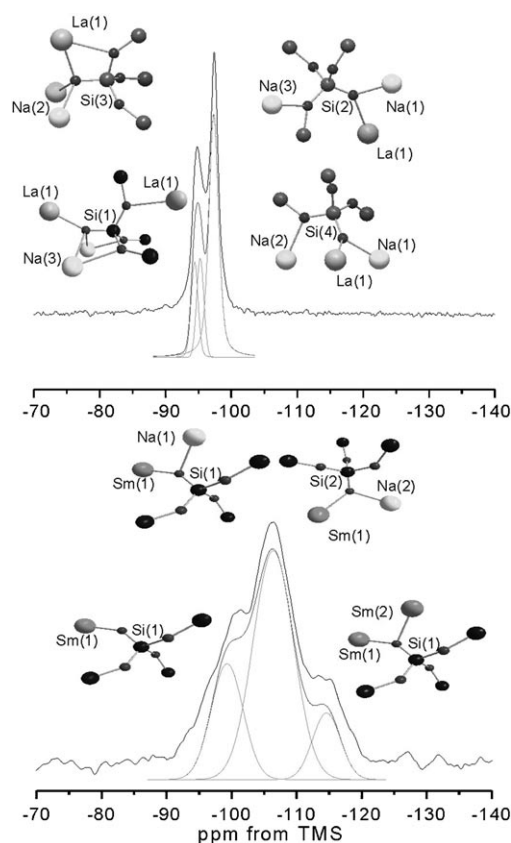 La(1)
Na(2)
Si(3)
Na(3)
Si(2)
Na(1)
La(1)
La(1)
La(1)
Si(1)
Na(3)
Si(4)
Na(2)
Na(1)
La(1)
-70 -80 -90 -100 -110 -120 -130 -140
Na(1)
Sm(1)
Si(1)
Si(2)
Na(2)
Sm(1)
Sm(1)
Si(1)
Sm(2)
Sm(1)
Si(1)
-70 -80 -90 -100 -110 -120 -130 -140
ppm from TMS